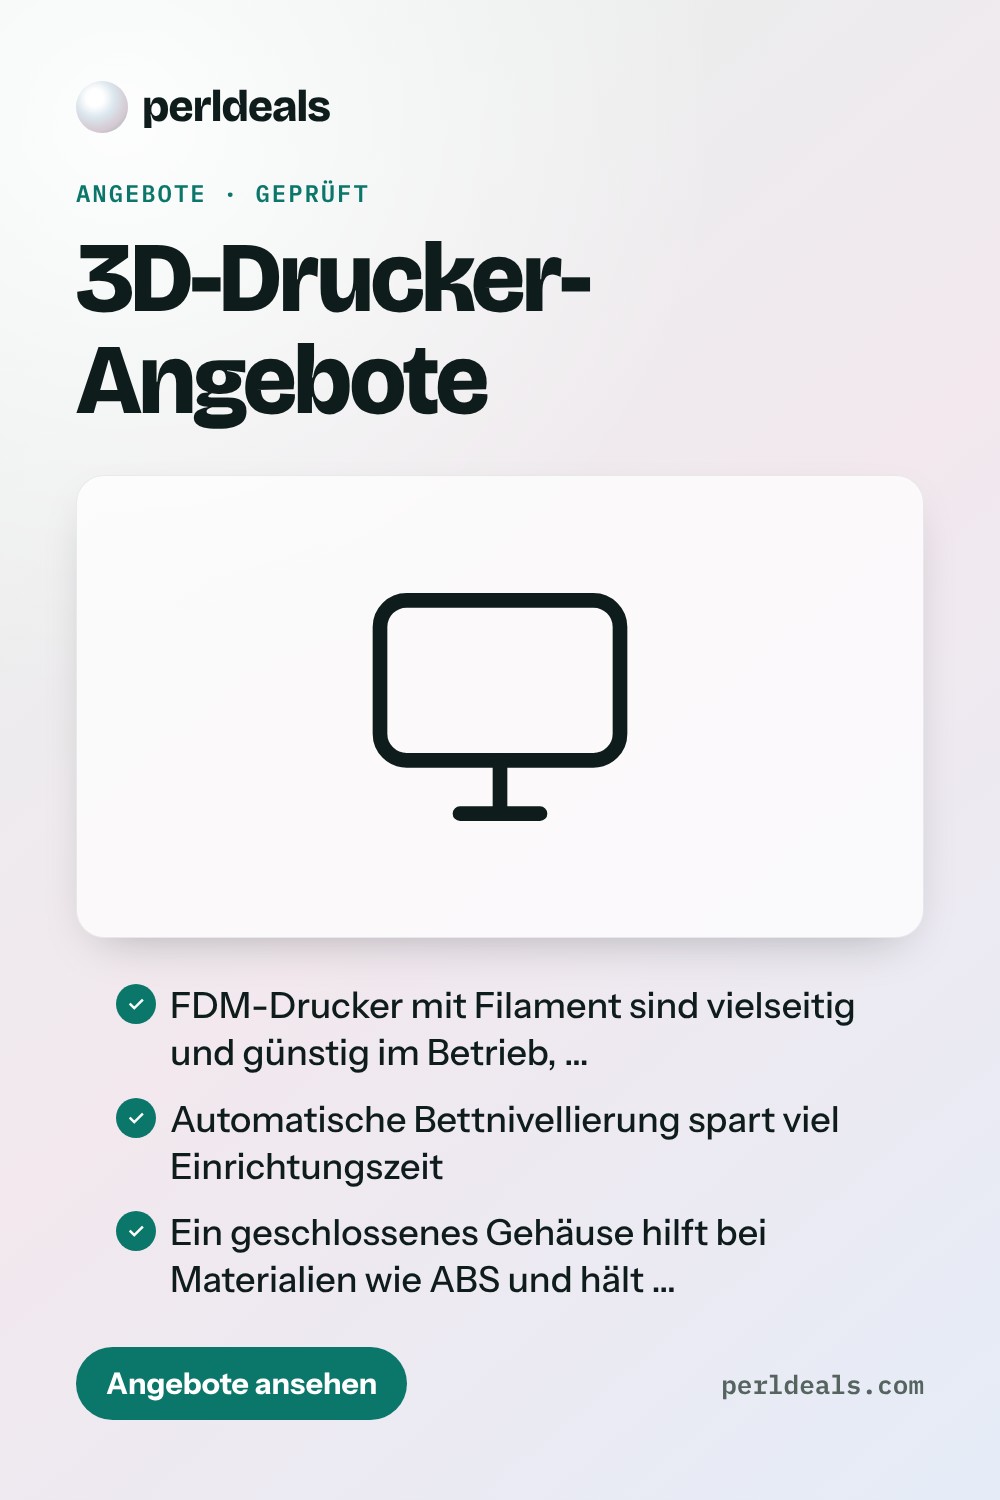 perldeals
ANGEBOTE · GEPRÜFT
3D-Drucker-
Angebote
FDM-Drucker mit Filament sind vielseitig
und günstig im Betrieb, ...
Automatische Bettnivellierung spart viel
Einrichtungszeit
Ein geschlossenes Gehäuse hilft bei
Materialien wie ABS und hält ...
Angebote ansehen
perldeals.com